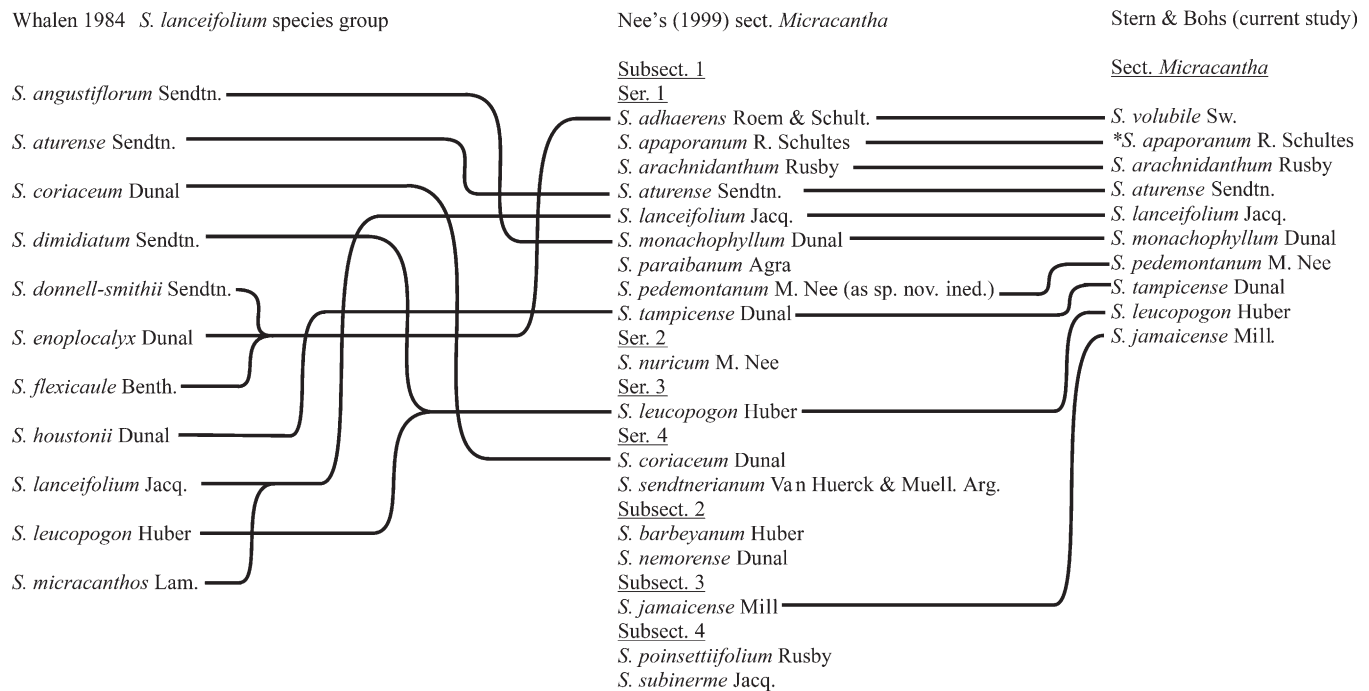 Whalen 1984 S. lanceifolium species group
S. angustiflorum Sendtn.
S. aturense Sendtn.
S. coriaceum Dunal
S. dimidiatum Sendtn.
S. donnell-smithii Sendtn.
S. enoplocalyx Dunal
S. flexicaule Benth.
S. houstonii Dunal
S. lanceifolium Jacq.
S. leucopogon Huber
S. micracanthos Lam.
Nee's (1999) sect. Micracantha
Subsect. 1
Ser. 1
S. adhaerens Roem & Schult.
S. apaporanum R. Schultes
S. arachnidanthum Rusby
S. aturense Sendtn.
S. lanceifolium Jacq.
S. monachophyllum Dunal
S. paraibanum Agra
S. pedemontanum M. Nee (as sp. nov. ined.)
S. tampicense Dunal
Ser. 2
S. nuricum M. Nee
Ser. 3
S. leucopogon Huber
Ser. 4
S. coriaceum Dunal
S. sendtnerianum Van Huerck & Muell. Arg.
Subsect. 2
S. barbeyanum Huber
S. nemorense Dunal
Subsect. 3
S. jamaicense Mill
Subsect. 4
S. poinsettiifolium Rusby
S. subinerme Jacq.
Stern & Bohs (current study)
Sect. Micracantha
S. volubile Sw.
*S. apaporanum R. Schultes
S. arachnidanthum Rusby
S. aturense Sendtn.
S. lanceifolium Jacq.
S. monachophyllum Dunal
S. pedemontanum M. Nee
S. tampicense Dunal
S. leucopogon Huber
S. jamaicense Mill.